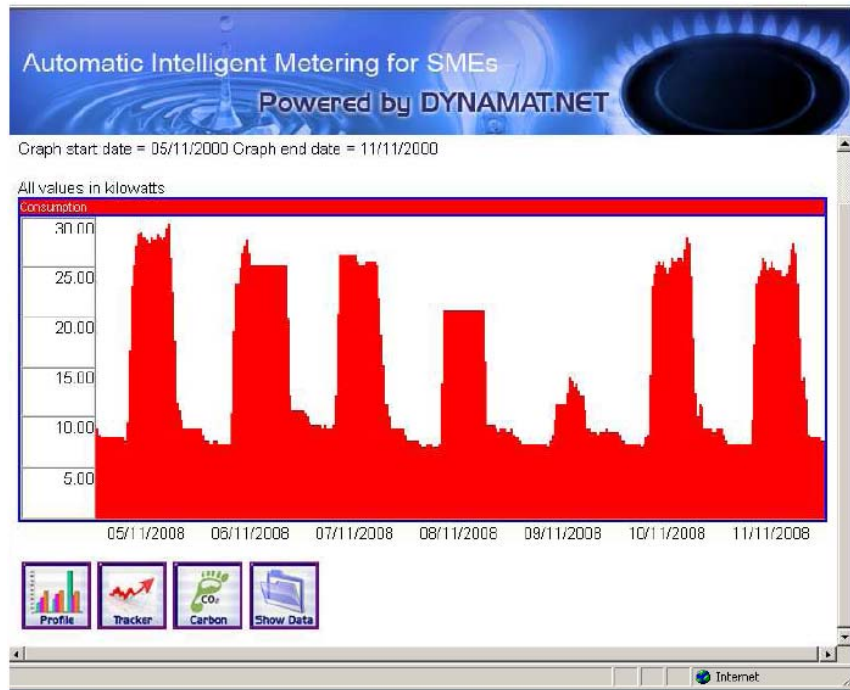 Automatic Intelligent Metering for SMEs
Powered by DYNAMAT.NET
Graph start date = 05/11/2000 Graph end date = 11/11/2000
All values in kilowatts
Consumption
30.00
25.00
20.00
15.00
10.00
5.00
05/11/2008 06/11/2008 07/11/2008 08/11/2008 09/11/2008 10/11/2008 11/11/2008
CO₂
Profile Tracker Carbon Show Data
Internet